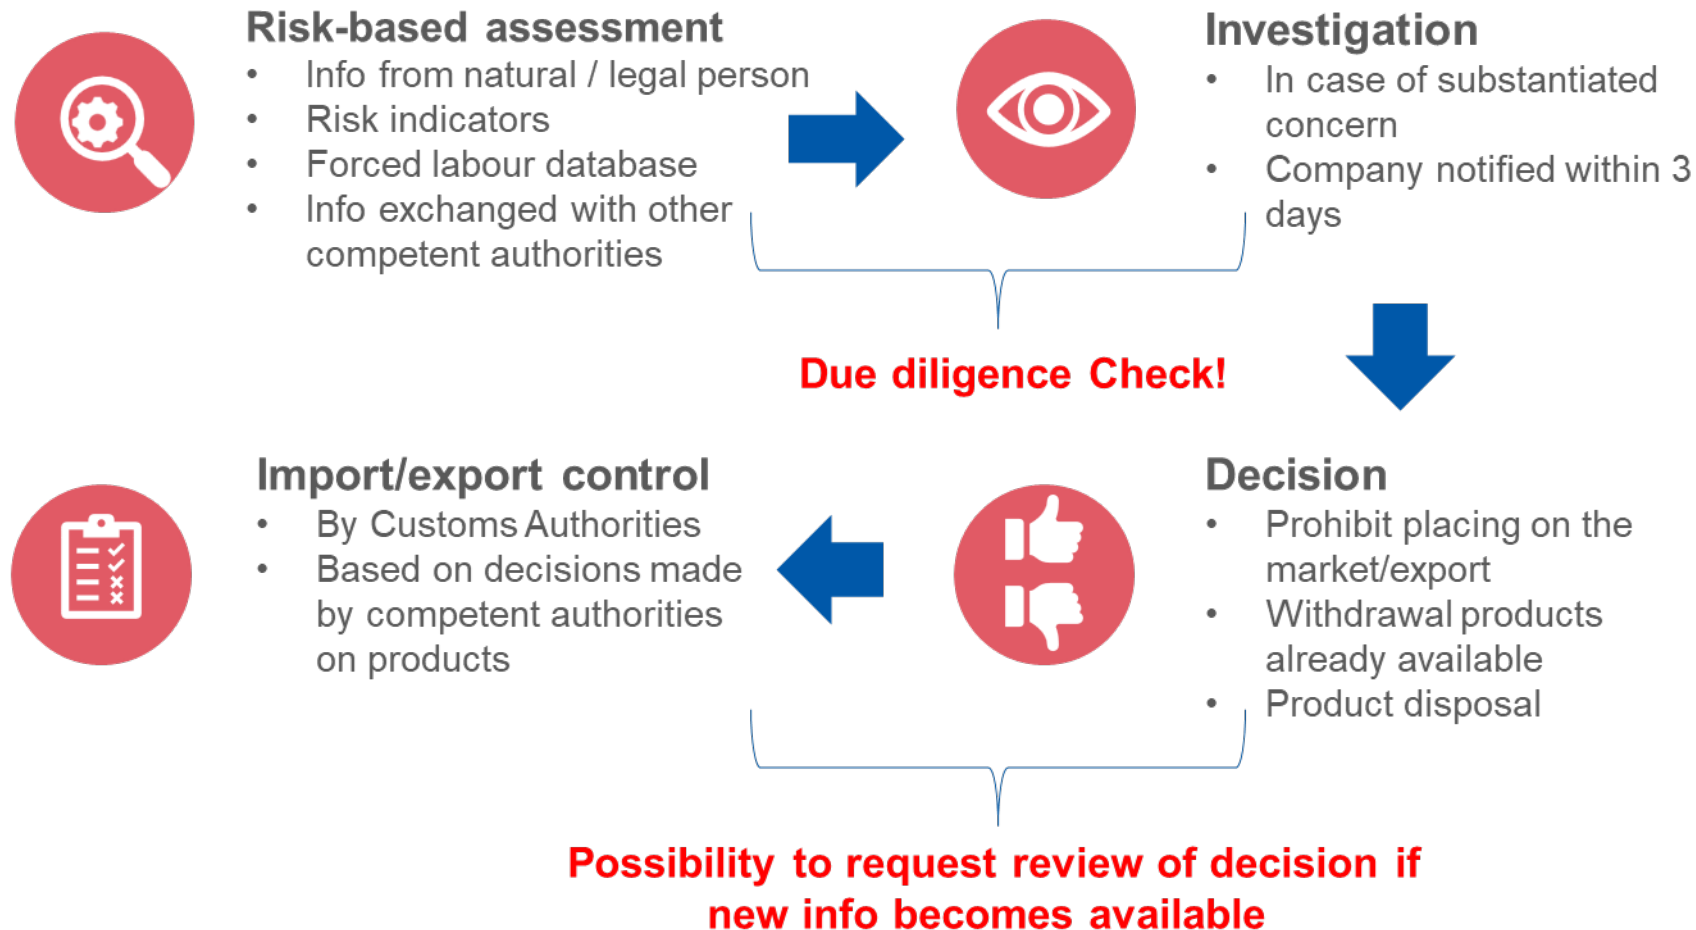 Risk-based assessment
• Info from natural / legal person
• Risk indicators
• Forced labour database
• Info exchanged with other
competent authorities
Investigation
• In case of substantiated
concern
• Company notified within 3
days
Due diligence Check!
Decision
• Prohibit placing on the
market/export
• Withdrawal products
already available
• Product disposal
Import/export control
• By Customs Authorities
• Based on decisions made
by competent authorities
on products
Possibility to request review of decision if
new info becomes available